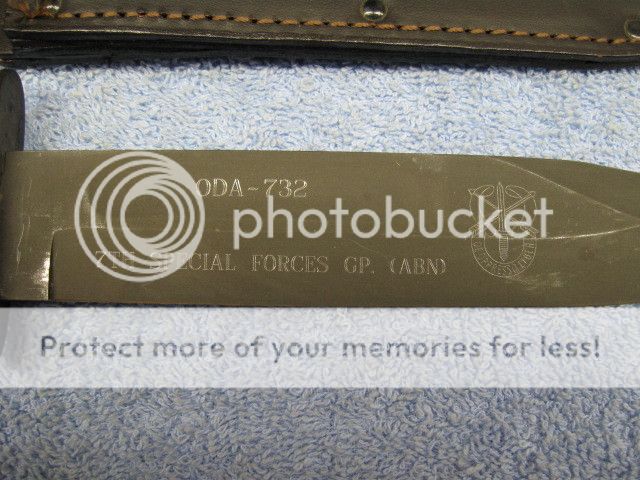 ODA-732
photobucket
7TH SPECIAL FORCES GP. (ABN)
Protect more of your memories for less!